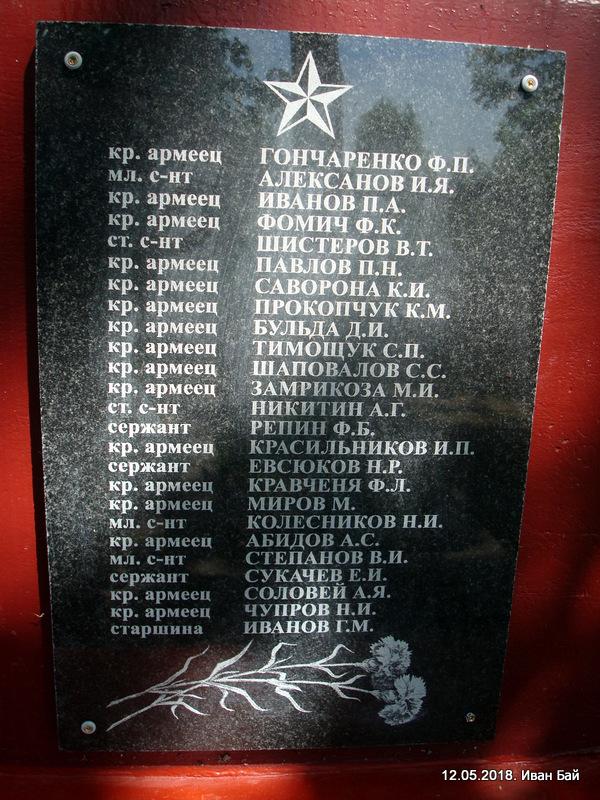 кр. армеец ГОНЧАРЕНКО Ф.П.
мл. с-нт АЛЕКСАНОВ И.Я.
кр. армеец ИВАНОВ П.А.
кр. армеец ФОМИЧ Ф.К.
ст. с-нт ШИСТЕРОВ В.Т.
кр. армеец ПАВЛОВ П.Н.
кр. армеец САВОРОНА К.И.
кр. армеец ПРОКОПЧУК К.М.
кр. армеец БУЛЬДА Д.И.
кр. армеец ТИМОЩУК С.П.
кр. армеец ШАПОВАЛОВ С.С.
кр. армеец ЗАМРИКОЗА М.И.
ст. с-нт НИКИТИН А.Г.
сержант РЕПИН Ф.Б.
кр. армеец КРАСИЛЬНИКОВ И.П.
сержант ЕВСЮКОВ Н.Р.
кр. армеец КРАВЧЕНЯ Ф.Л.
кр. армеец МИРОВ М.
мл. с-нт КОЛЕСНИКОВ Н.И.
кр. армеец АБИДОВ А.С.
мл. с-нт СТЕПАНОВ В.И.
сержант СУКАЧЕВ Е.И.
кр. армеец СОЛОВЕЙ А.Я.
кр. армеец ЧУПРОВ Н.И.
старшина ИВАНОВ Г.М.
12.05.2018. Иван Бай